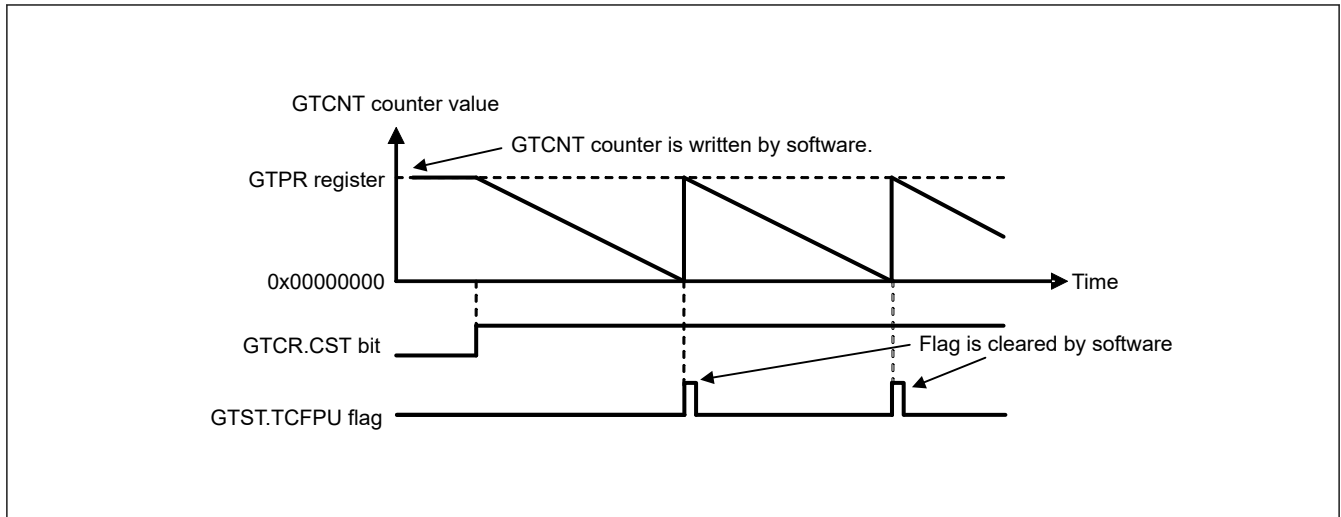 GTCNT counter value
GTCNT counter is written by software.
GTPR register
0x00000000
Time
GTCR.CST bit
Flag is cleared by software
GTST.TCFPU flag